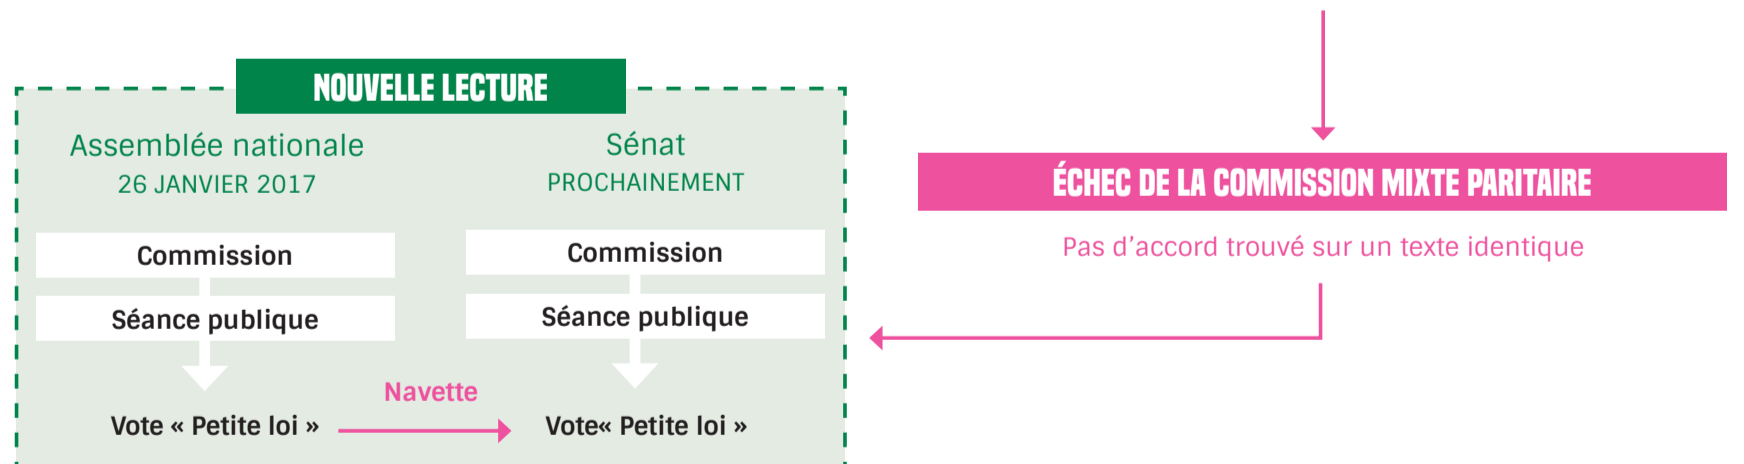 NOUVELLE LECTURE
Assemblée nationale
26 JANVIER 2017
Commission
Séance publique
Vote « Petite loi »
Navette
Sénat
PROCHAINEMENT
Commission
Séance publique
Vote« Petite loi »
ÉCHEC DE LA COMMISSION MIXTE PARITAIRE
Pas d’accord trouvé sur un texte identique